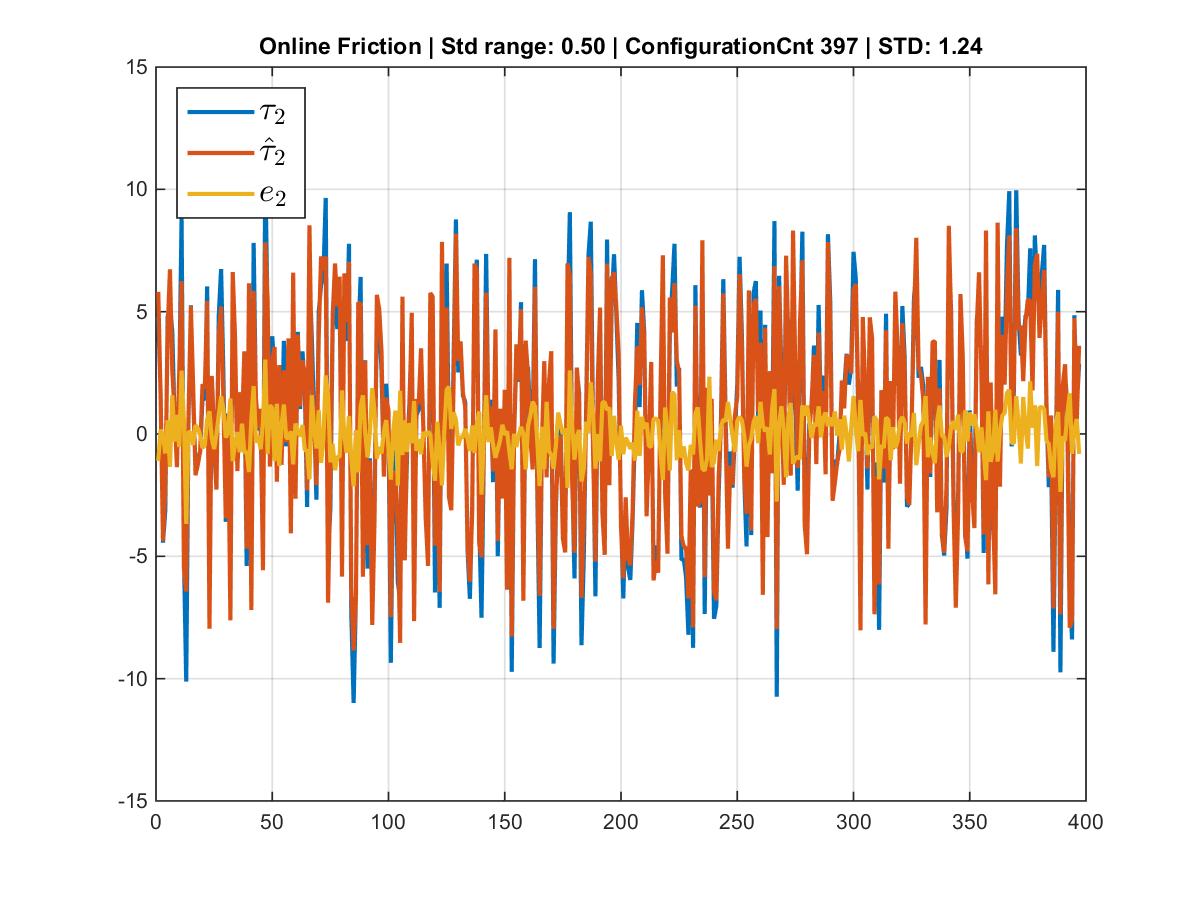 Online Friction | Std range: 0.50 | ConfigurationCnt 397 | STD: 1.24
15
τ₂
τ̂₂
e₂
10
5
0
-5
-10
-15
0 50 100 150 200 250 300 350 400